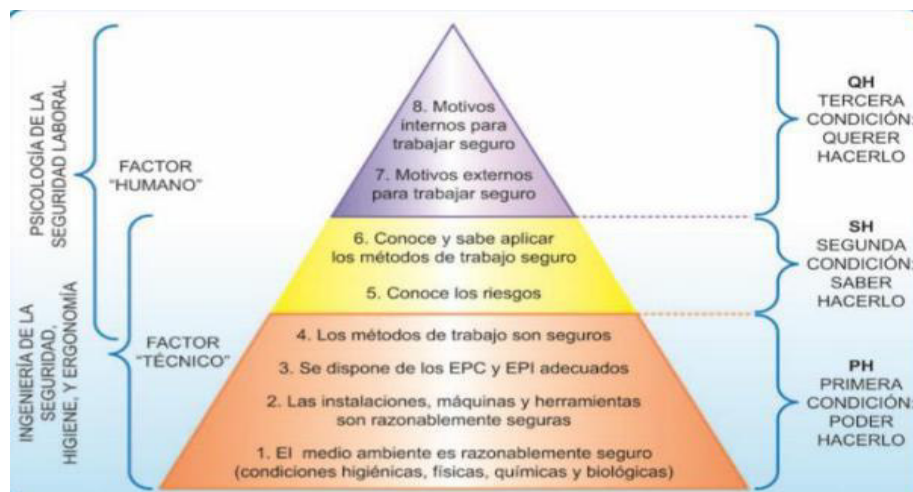 PSICOLOGÍA DE LA
SEGURIDAD LABORAL
FACTOR
"HUMANO"
INGENIERÍA DE LA
SEGURIDAD,
HIGIENE, Y ERGONOMÍA
FACTOR
"TÉCNICO"
8. Motivos
internos para
trabajar seguro
7. Motivos externos
para trabajar seguro
6. Conoce y sabe aplicar
los métodos de trabajo seguro
5. Conoce los riesgos
4. Los métodos de trabajo son seguros
3. Se dispone de los EPC y EPI adecuados
2. Las instalaciones, máquinas y herramientas
son razonablemente seguras
1. El medio ambiente es razonablemente seguro
(condiciones higiénicas, físicas, químicas y biológicas)
QH
TERCERA
CONDICIÓN:
QUERER
HACERLO
SH
SEGUNDA
CONDICIÓN:
SABER
HACERLO
PH
PRIMERA
CONDICIÓN:
PODER
HACERLO